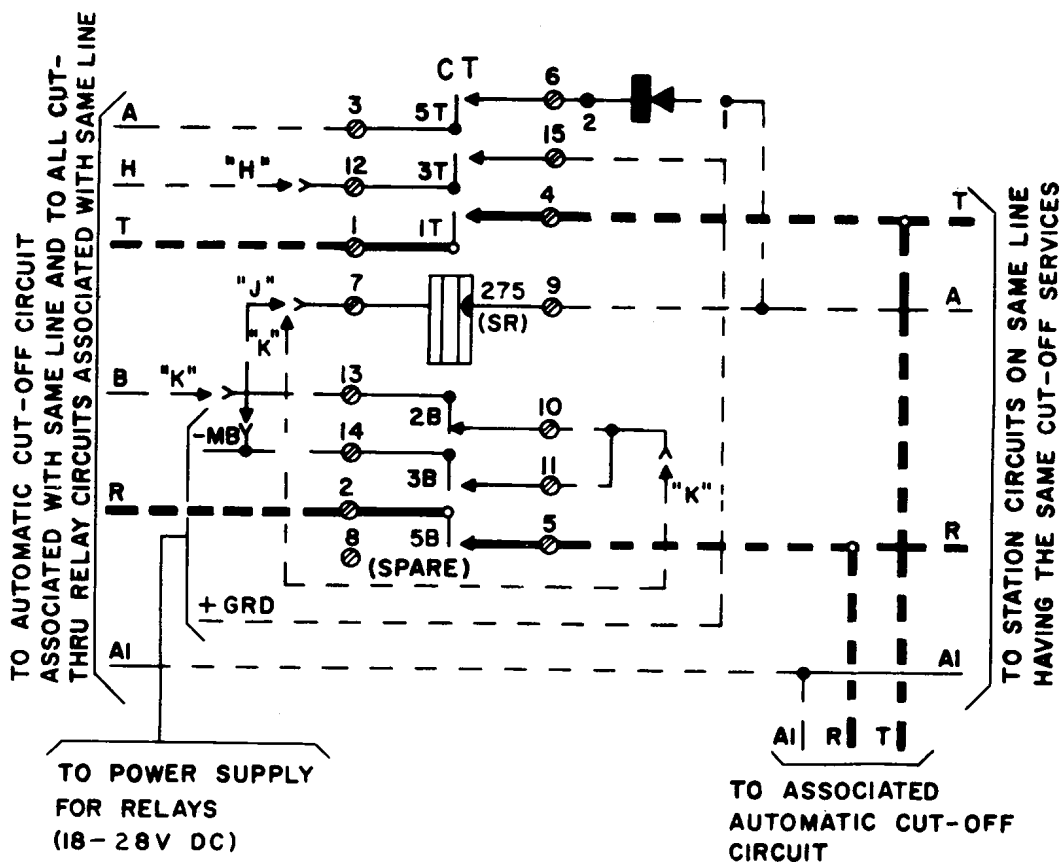 TO AUTOMATIC CUT-OFF CIRCUIT
ASSOCIATED WITH SAME LINE AND TO ALL CUT-
THRU RELAY CIRCUITS ASSOCIATED WITH SAME LINE
A
H
T
B
R
A1
"H"
"J"
"K"
"K"
-MBY
+GRD
3
12
1
7
13
14
2
8
(SPARE)
CT
5T
3T
1T
275
(SR)
2B
3B
5B
6
2
15
4
9
10
11
5
"K"
T
A
R
A1
TO STATION CIRCUITS ON SAME LINE
HAVING THE SAME CUT-OFF SERVICES
A1 R T
TO POWER SUPPLY
FOR RELAYS
(18-28V DC)
TO ASSOCIATED
AUTOMATIC CUT-OFF
CIRCUIT